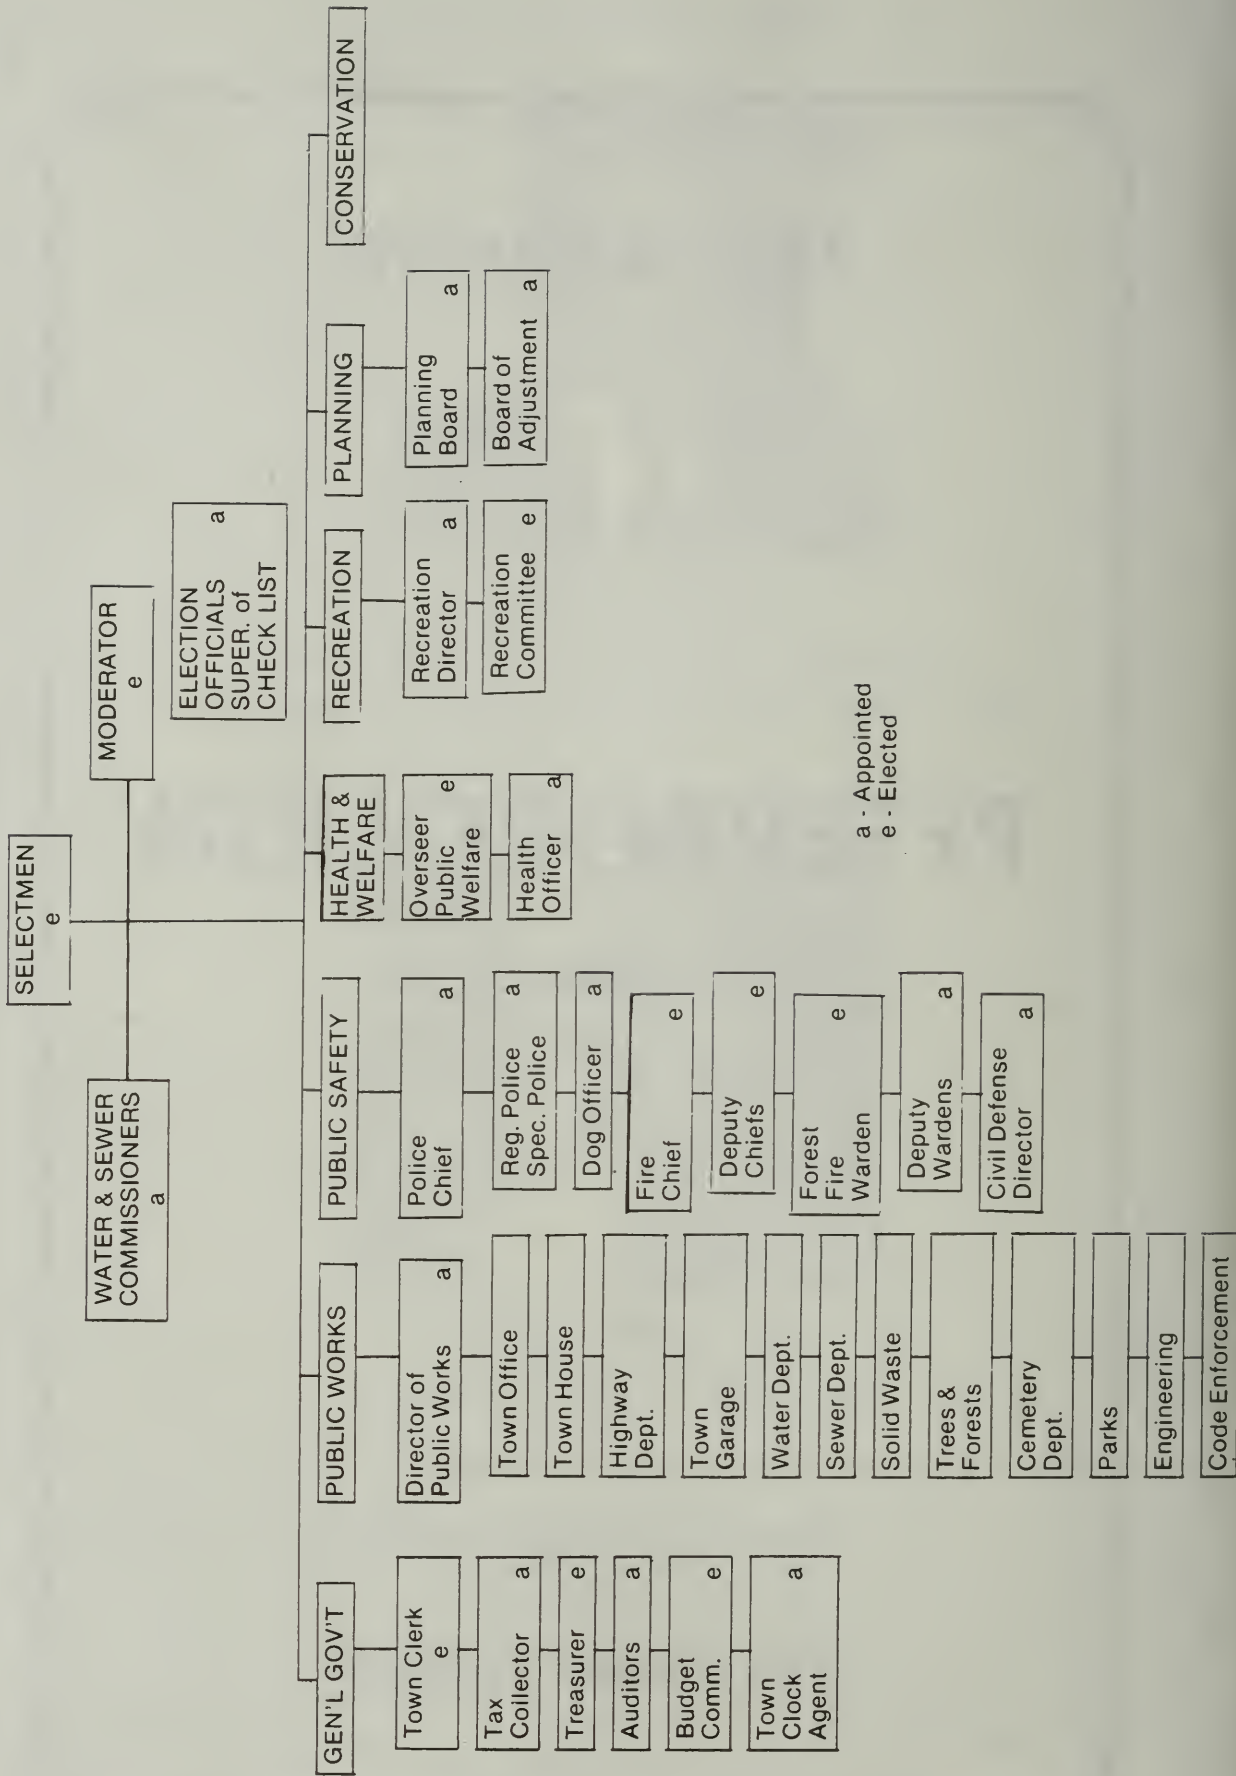 SELECTMEN
e
WATER & SEWER
COMMISSIONERS
a
MODERATOR
e
ELECTION
OFFICIALS a
SUPER. of
CHECK LIST
GEN'L GOV'T
Town Clerk
e
Tax
Collector a
Treasurer e
Auditors a
Budget
Comm. e
Town
Clock a
Agent
PUBLIC WORKS
Director of
Public Works a
Town Office
Town House
Highway
Dept.
Town
Garage
Water Dept.
Sewer Dept.
Solid Waste
Trees &
Forests
Cemetery
Dept.
Parks
Engineering
Code Enforcement
PUBLIC SAFETY
Police
Chief a
Reg. Police a
Spec. Police
Dog Officer a
Fire
Chief e
Deputy
Chiefs e
Forest
Fire e
Warden
Deputy
Wardens a
Civil Defense
Director a
HEALTH &
WELFARE
Overseer
Public e
Welfare
Health
Officer a
RECREATION
Recreation
Director a
Recreation
Committee e
PLANNING
Planning
Board a
Board of
Adjustment a
CONSERVATION
a - Appointed
e - Elected